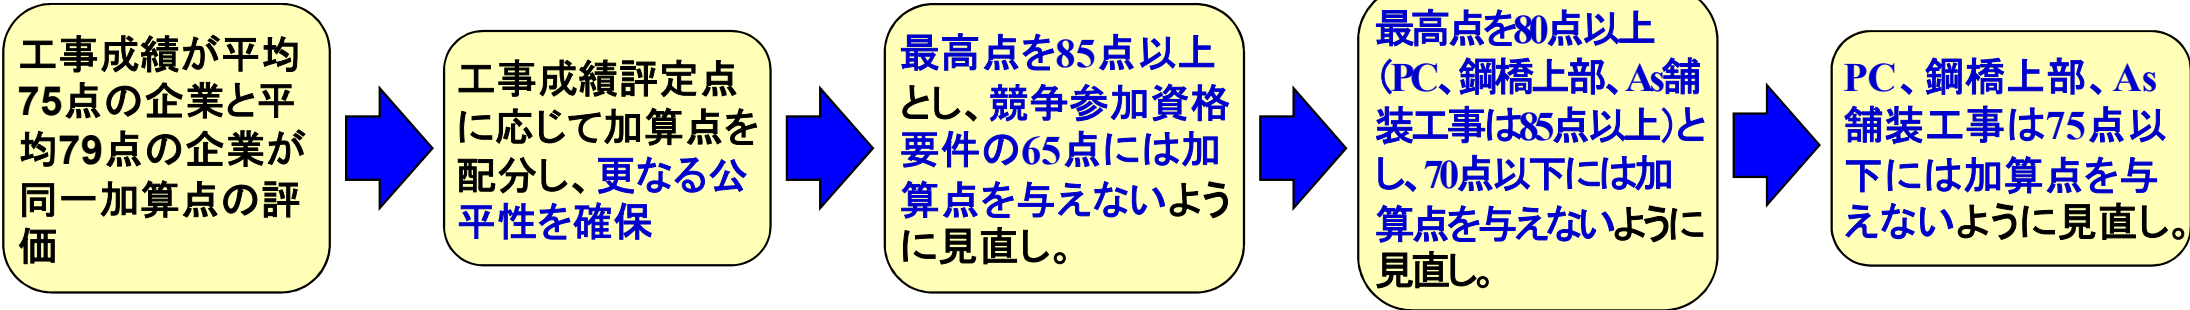 工事成績が平均
75点の企業と平
均79点の企業が
同一加算点の評
価
工事成績評定点
に応じて加算点を
配分し、更なる公
平性を確保
最高点を85点以上
とし、競争参加資格
要件の65点には加
算点を与えないよう
に見直し。
最高点を80点以上
（PC、鋼橋上部、As舗
装工事は85点以上）と
し、70点以下には加
算点を与えないように
見直し。
PC、鋼橋上部、As
舗装工事は75点以
下には加算点を与
えないように見直し。